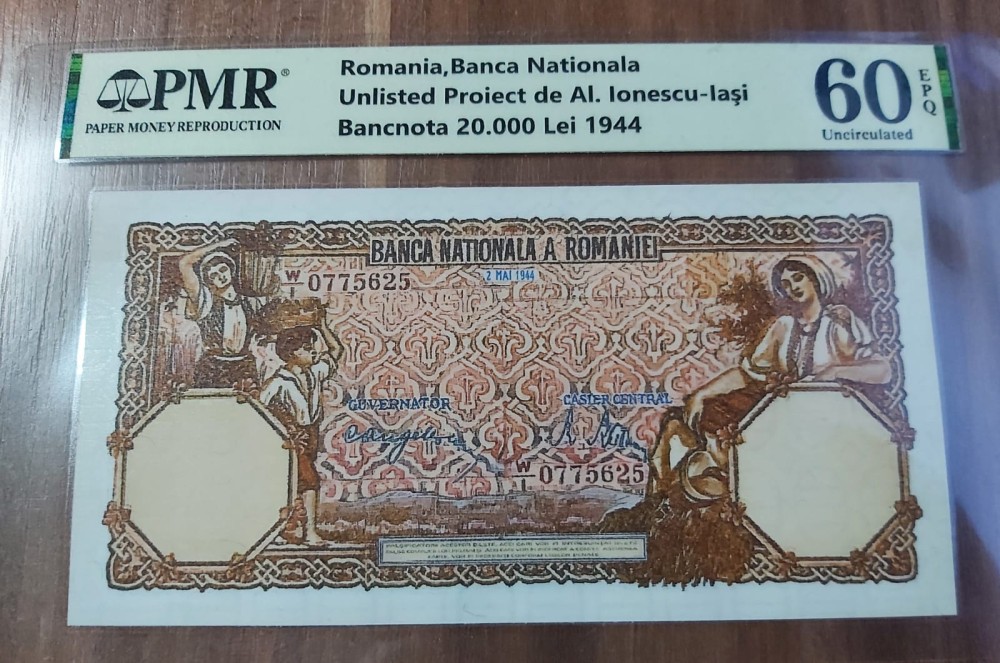 PMR®
PAPER MONEY REPRODUCTION
Romania,Banca Nationala
Unlisted Proiect de Al. Ionescu-Iaşi
Bancnota 20.000 Lei 1944
60
EPQ
Uncirculated
BANCA NATIONALA A ROMANIEI
W/1 0775625
2 MAI 1944
GUVERNATOR
CASIER CENTRAL
W/1 0775625